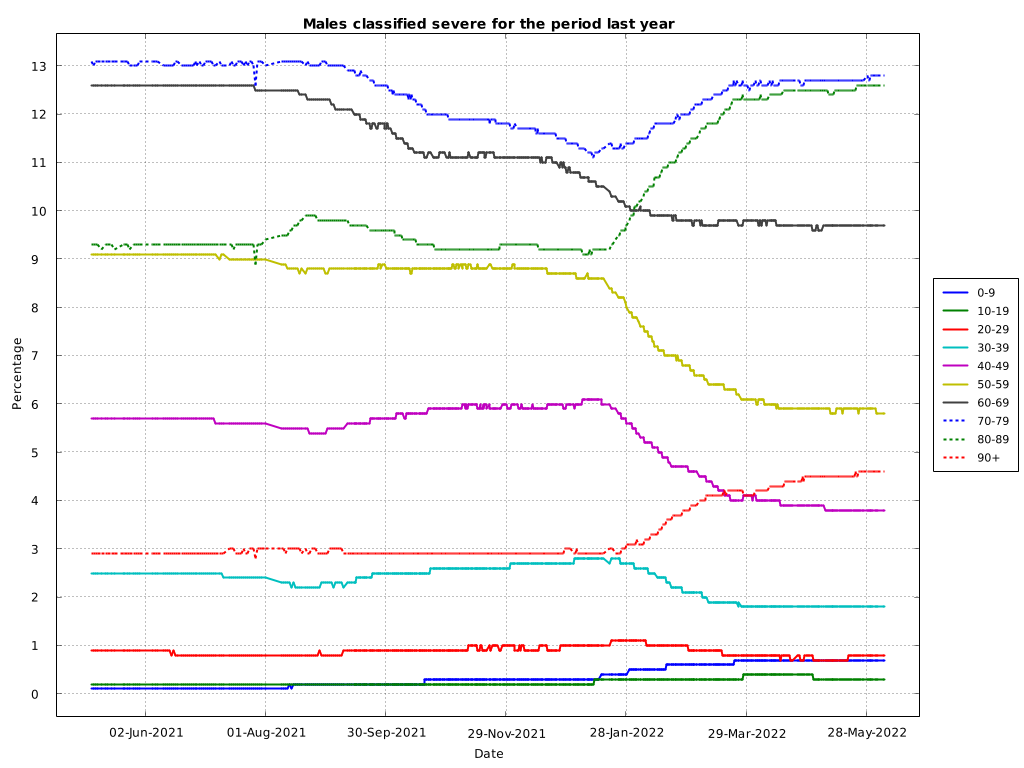 Males classified severe for the period last year
13
12
11
10
9
8
7
6
5
4
3
2
1
0
Percentage
02-Jun-2021
01-Aug-2021
30-Sep-2021
29-Nov-2021
28-Jan-2022
29-Mar-2022
28-May-2022
Date
0-9
10-19
20-29
30-39
40-49
50-59
60-69
70-79
80-89
90+